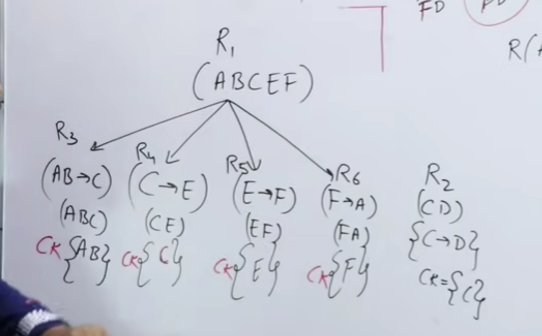 FD
R(A
R₁
(ABCEF)
R₃ R₄ R₅ R₆ R₂
(AB→C) (C→E) (E→F) (F→A) (CD)
(ABC) (CE) (EF) (FA) {C→D}
CK {AB} CK {C} CK {E} CK {F} CK = {C}